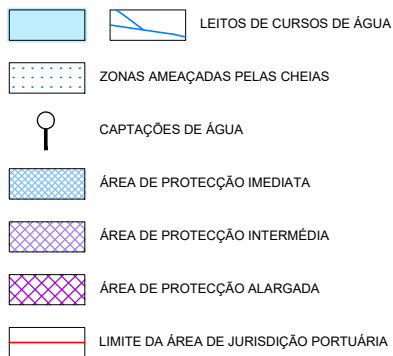 LEITOS DE CURSOS DE ÁGUA
ZONAS AMEAÇADAS PELAS CHEIAS
CAPTAÇÕES DE ÁGUA
ÁREA DE PROTECÇÃO IMEDIATA
ÁREA DE PROTECÇÃO INTERMÉDIA
ÁREA DE PROTECÇÃO ALARGADA
LIMITE DA ÁREA DE JURISDIÇÃO PORTUÁRIA